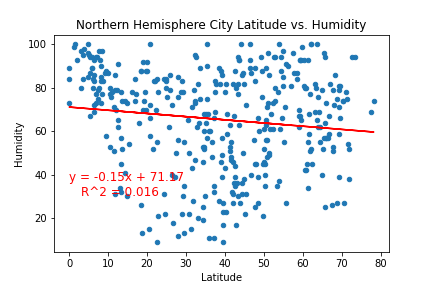 Northern Hemisphere City Latitude vs. Humidity
100
80
60
40
20
Humidity
y = -0.15x + 71.17
R^2 = 0.016
0 10 20 30 40 50 60 70 80
Latitude